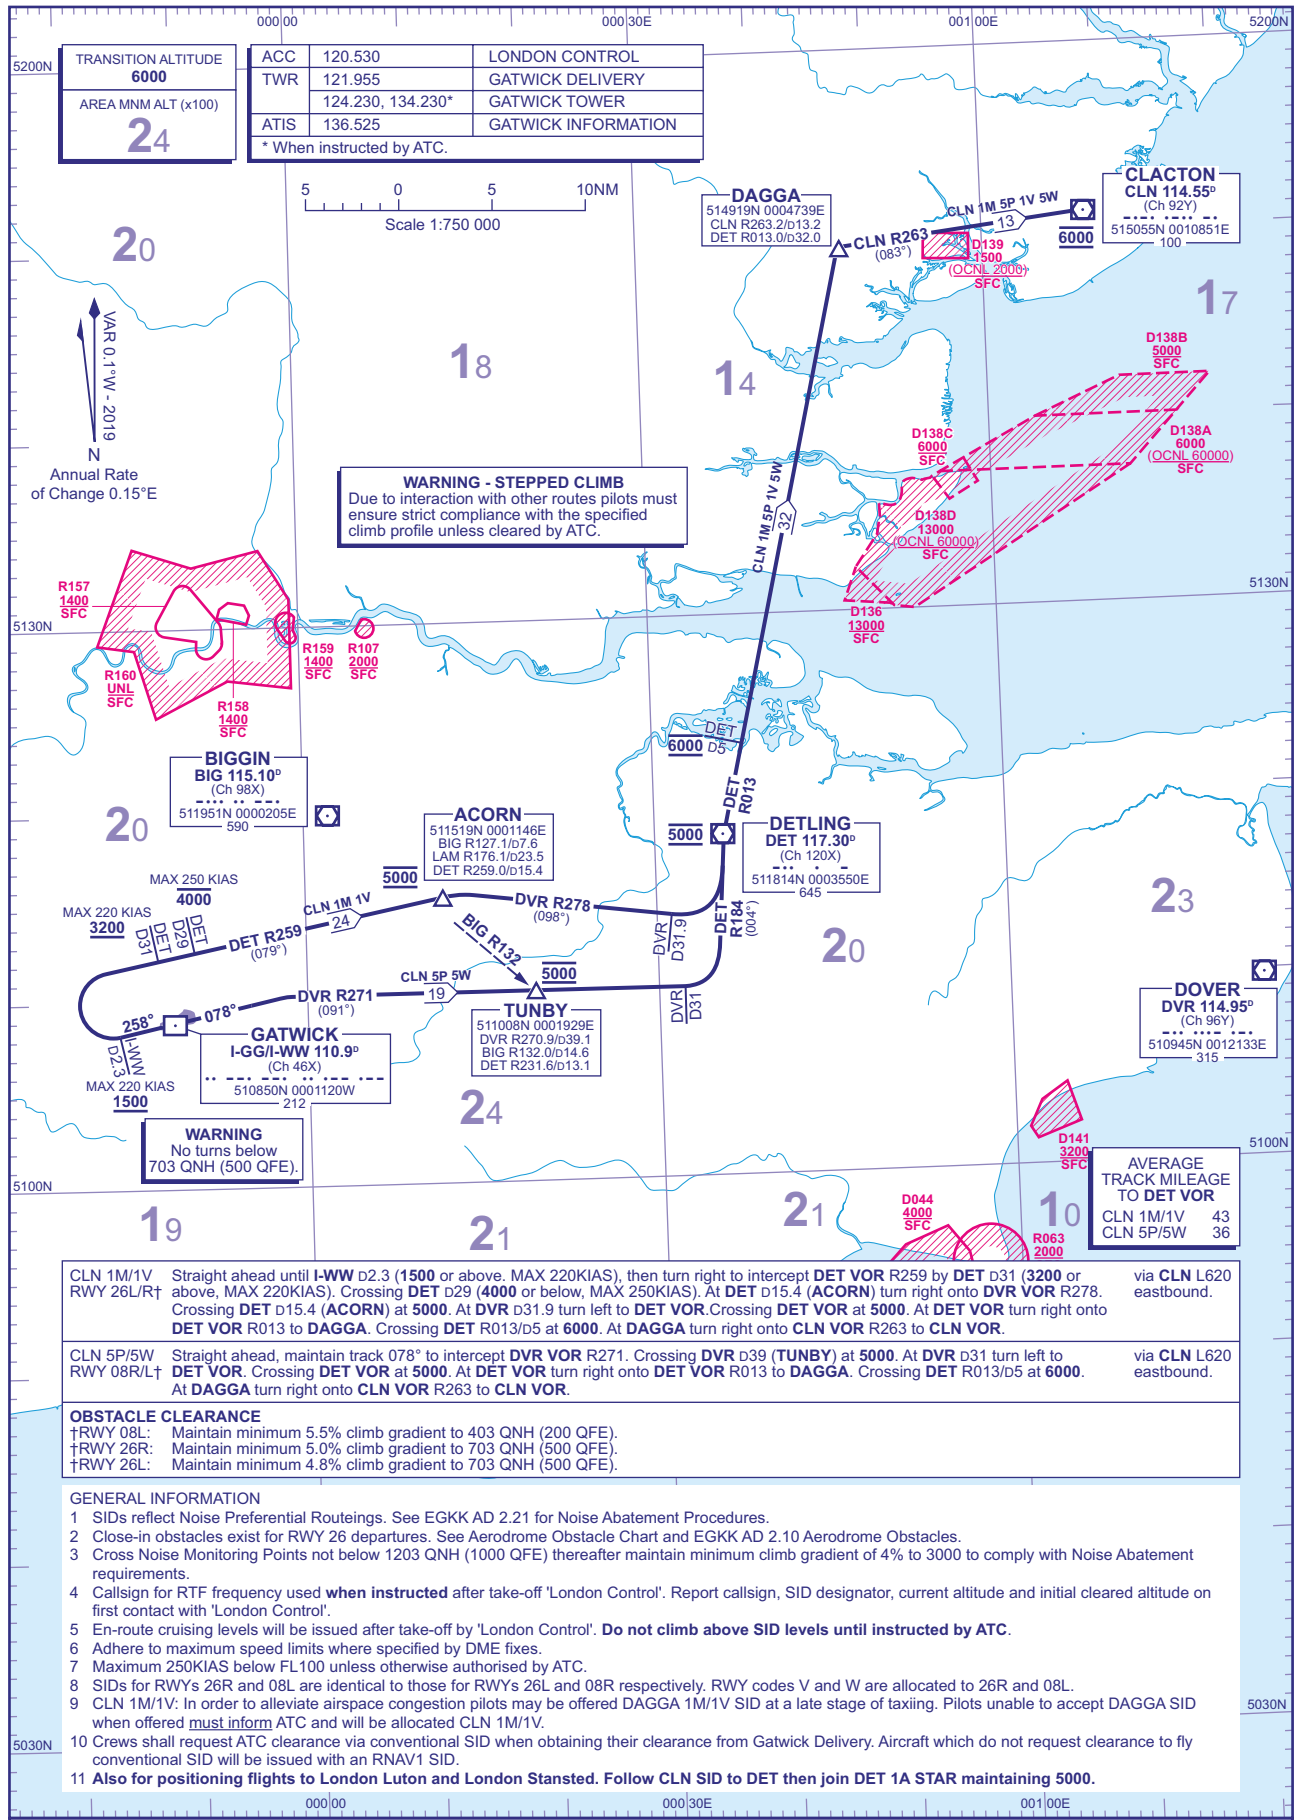 000 00
000 30E
001 00E
5200N
5200N
TRANSITION ALTITUDE
6000
AREA MNM ALT (x100)
24
ACC 120.530 LONDON CONTROL
TWR 121.955 GATWICK DELIVERY
124.230, 134.230* GATWICK TOWER
ATIS 136.525 GATWICK INFORMATION
* When instructed by ATC.
5 0 5 10NM
Scale 1:750 000
DAGGA
514919N 0004739E
CLN R263.2/D13.2
DET R013.0/D32.0
CLACTON
CLN 114.55ᴰ
(Ch 92Y)
515055N 0010851E
100
CLN 1M 5P 1V 5W
13
CLN R263
(083°)
6000
D139
1500
(OCNL 2000)
SFC
20
17
18
14
VAR 0.1°W - 2019
N
Annual Rate
of Change 0.15°E
D138B
5000
SFC
D138A
6000
(OCNL 60000)
SFC
D138C
6000
SFC
D138D
13000
(OCNL 60000)
SFC
D136
13000
SFC
WARNING - STEPPED CLIMB
Due to interaction with other routes pilots must
ensure strict compliance with the specified
climb profile unless cleared by ATC.
CLN 1M 5P 1V 5W
32
5130N
5130N
R157
1400
SFC
R160
UNL
SFC
R158
1400
SFC
R159
1400
SFC
R107
2000
SFC
6000
DET
D5
DET
R013
BIGGIN
BIG 115.10ᴰ
(Ch 98X)
511951N 0000205E
590
20
ACORN
511519N 0001146E
BIG R127.1/D7.6
LAM R176.1/D23.5
DET R259.0/D15.4
5000
DETLING
DET 117.30ᴰ
(Ch 120X)
511814N 0003550E
645
5000
MAX 250 KIAS
4000
MAX 220 KIAS
3200
DET
D31
DET
D29
DET R259
(079°)
CLN 1M 1V
24
DVR R278
(098°)
DVR
D31.9
DET
R184
(004°)
23
20
BIG R132
5000
CLN 5P 5W
19
DVR R271
(091°)
DVR
D31
258°
078°
I-WW
D2.3
MAX 220 KIAS
1500
GATWICK
I-GG/I-WW 110.9ᴰ
(Ch 46X)
510850N 0001120W
212
TUNBY
511008N 0001929E
DVR R270.9/D39.1
BIG R132.0/D14.6
DET R231.6/D13.1
DOVER
DVR 114.95ᴰ
(Ch 96Y)
510945N 0012133E
315
24
WARNING
No turns below
703 QNH (500 QFE).
D141
3200
SFC
5100N
5100N
AVERAGE
TRACK MILEAGE
TO DET VOR
CLN 1M/1V 43
CLN 5P/5W 36
19
21
21
10
D044
4000
SFC
R063
2000
CLN 1M/1V Straight ahead until I-WW D2.3 (1500 or above. MAX 220KIAS), then turn right to intercept DET VOR R259 by DET D31 (3200 or via CLN L620
RWY 26L/R† above, MAX 220KIAS). Crossing DET D29 (4000 or below, MAX 250KIAS). At DET D15.4 (ACORN) turn right onto DVR VOR R278. eastbound.
Crossing DET D15.4 (ACORN) at 5000. At DVR D31.9 turn left to DET VOR.Crossing DET VOR at 5000. At DET VOR turn right onto
DET VOR R013 to DAGGA. Crossing DET R013/D5 at 6000. At DAGGA turn right onto CLN VOR R263 to CLN VOR.
CLN 5P/5W Straight ahead, maintain track 078° to intercept DVR VOR R271. Crossing DVR D39 (TUNBY) at 5000. At DVR D31 turn left to via CLN L620
RWY 08R/L† DET VOR. Crossing DET VOR at 5000. At DET VOR turn right onto DET VOR R013 to DAGGA. Crossing DET R013/D5 at 6000. eastbound.
At DAGGA turn right onto CLN VOR R263 to CLN VOR.
OBSTACLE CLEARANCE
†RWY 08L: Maintain minimum 5.5% climb gradient to 403 QNH (200 QFE).
†RWY 26R: Maintain minimum 5.0% climb gradient to 703 QNH (500 QFE).
†RWY 26L: Maintain minimum 4.8% climb gradient to 703 QNH (500 QFE).
GENERAL INFORMATION
1 SIDs reflect Noise Preferential Routeings. See EGKK AD 2.21 for Noise Abatement Procedures.
2 Close-in obstacles exist for RWY 26 departures. See Aerodrome Obstacle Chart and EGKK AD 2.10 Aerodrome Obstacles.
3 Cross Noise Monitoring Points not below 1203 QNH (1000 QFE) thereafter maintain minimum climb gradient of 4% to 3000 to comply with Noise Abatement
requirements.
4 Callsign for RTF frequency used when instructed after take-off 'London Control'. Report callsign, SID designator, current altitude and initial cleared altitude on
first contact with 'London Control'.
5 En-route cruising levels will be issued after take-off by 'London Control'. Do not climb above SID levels until instructed by ATC.
6 Adhere to maximum speed limits where specified by DME fixes.
7 Maximum 250KIAS below FL100 unless otherwise authorised by ATC.
8 SIDs for RWYs 26R and 08L are identical to those for RWYs 26L and 08R respectively. RWY codes V and W are allocated to 26R and 08L.
9 CLN 1M/1V: In order to alleviate airspace congestion pilots may be offered DAGGA 1M/1V SID at a late stage of taxiing. Pilots unable to accept DAGGA SID
when offered must inform ATC and will be allocated CLN 1M/1V.
10 Crews shall request ATC clearance via conventional SID when obtaining their clearance from Gatwick Delivery. Aircraft which do not request clearance to fly
conventional SID will be issued with an RNAV1 SID.
11 Also for positioning flights to London Luton and London Stansted. Follow CLN SID to DET then join DET 1A STAR maintaining 5000.
5030N
5030N
000 00
000 30E
001 00E